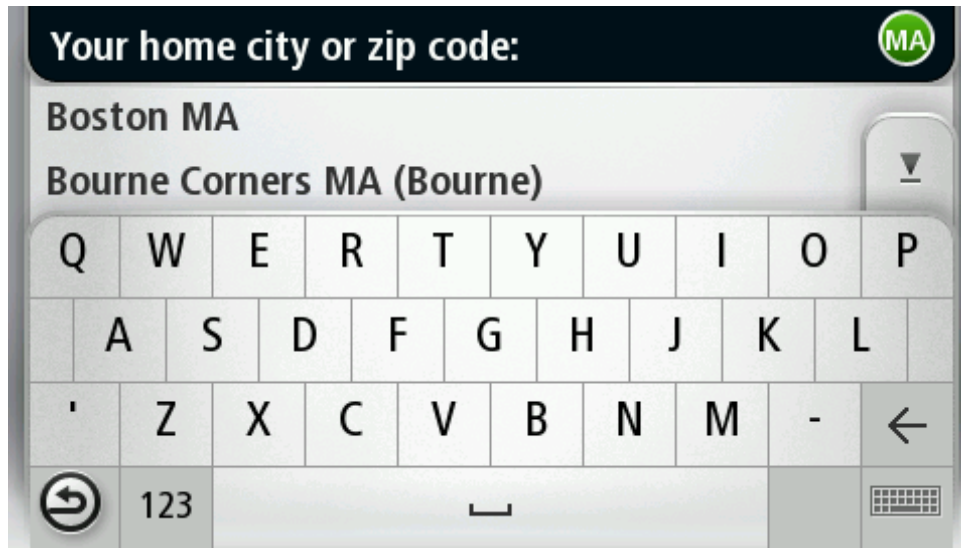 Your home city or zip code: MA
Boston MA
Bourne Corners MA (Bourne)
Q W E R T Y U I O P
A S D F G H J K L
' Z X C V B N M -
123